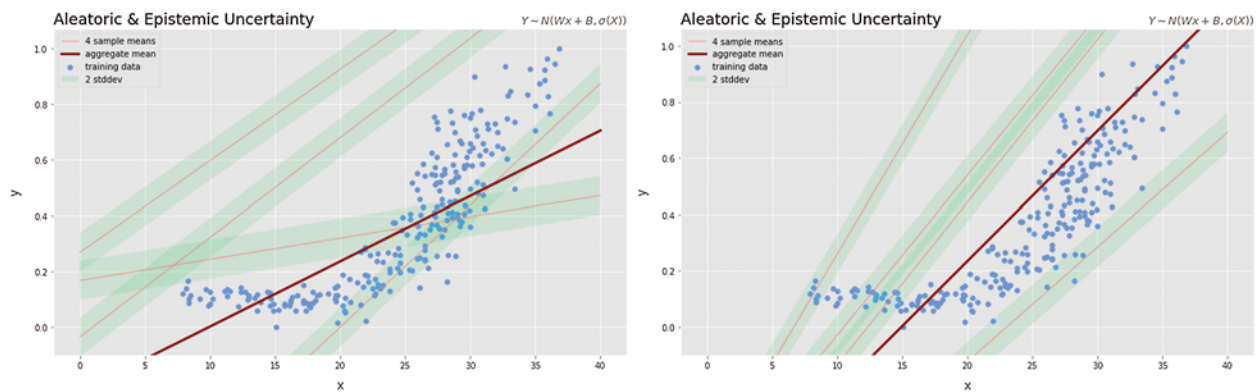 Aleatoric & Epistemic Uncertainty
Y ~ N(Wx + B, σ(X))
4 sample means
aggregate mean
training data
2 stddev
1.0
0.8
0.6
0.4
0.2
0.0
y
0 5 10 15 20 25 30 35 40
x
Aleatoric & Epistemic Uncertainty
Y ~ N(Wx + B, σ(X))
4 sample means
aggregate mean
training data
2 stddev
1.0
0.8
0.6
0.4
0.2
0.0
y
0 5 10 15 20 25 30 35 40
x